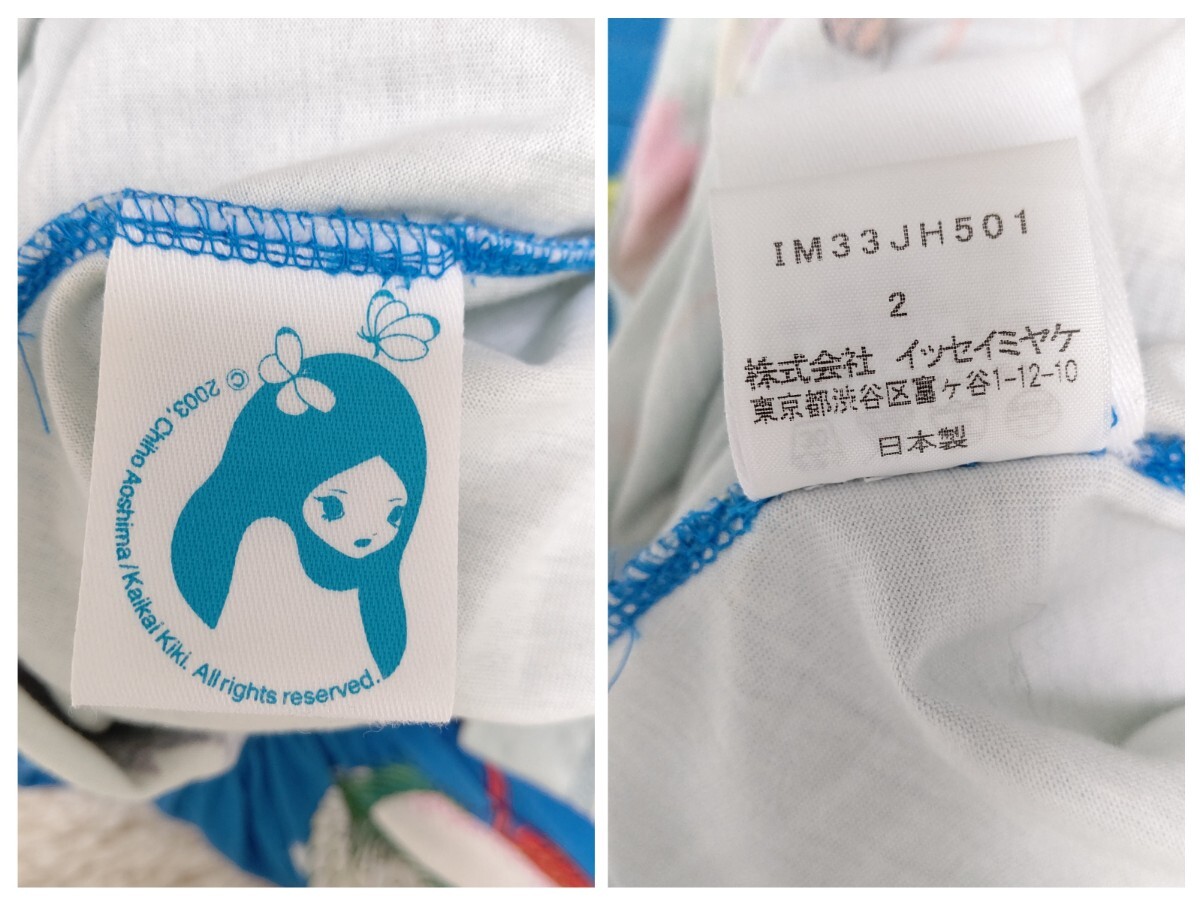 © 2003, Chiho Aoshima / Kaikai Kiki. All rights reserved.
IM33JH501
2
株式会社 イッセイミヤケ
東京都渋谷区富ヶ谷1-12-10
日本製